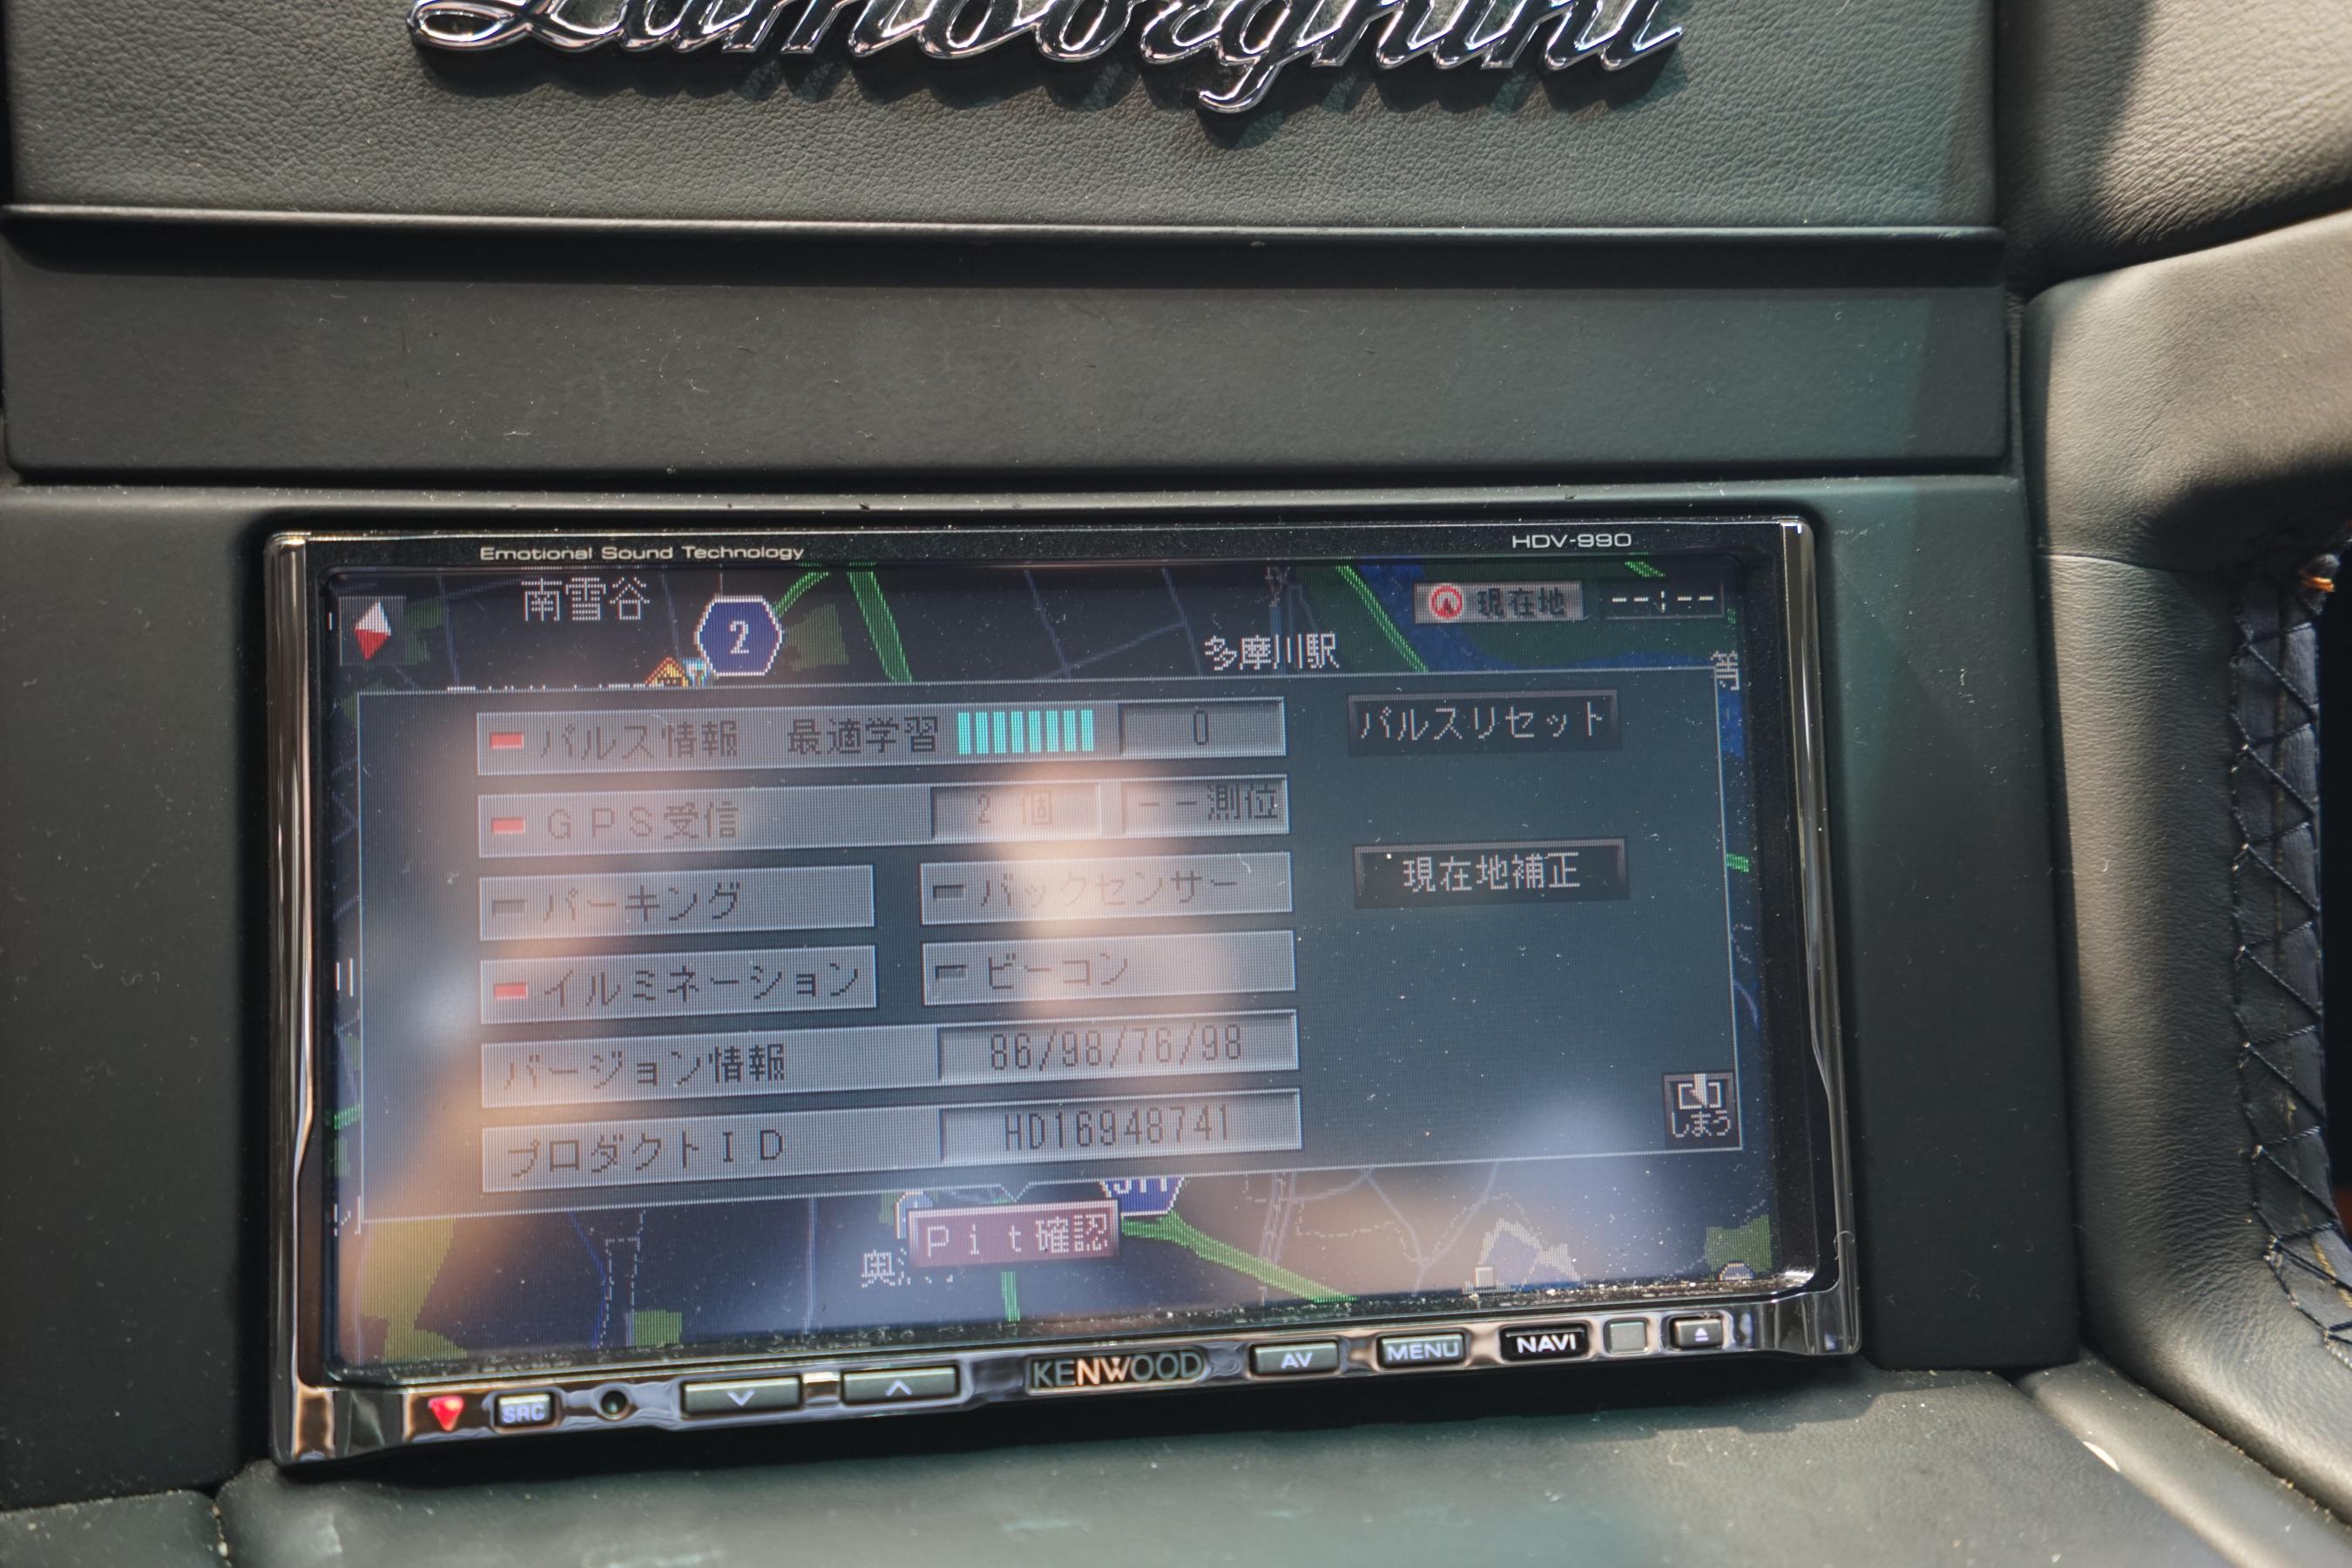 Lamborghini
Emotional Sound Technology
HDV-990
南雪谷
2
現在地
--:--
多摩川駅
等
パルス情報 最適学習 0
パルスリセット
GPS受信 2個 --測位
パーキング
バックセンサー
現在地補正
イルミネーション
ビーコン
バージョン情報 86/98/76/98
プロダクトID HD16948741
しまう
Pit確認
奥
SRC
KENWOOD
AV
MENU
NAVI